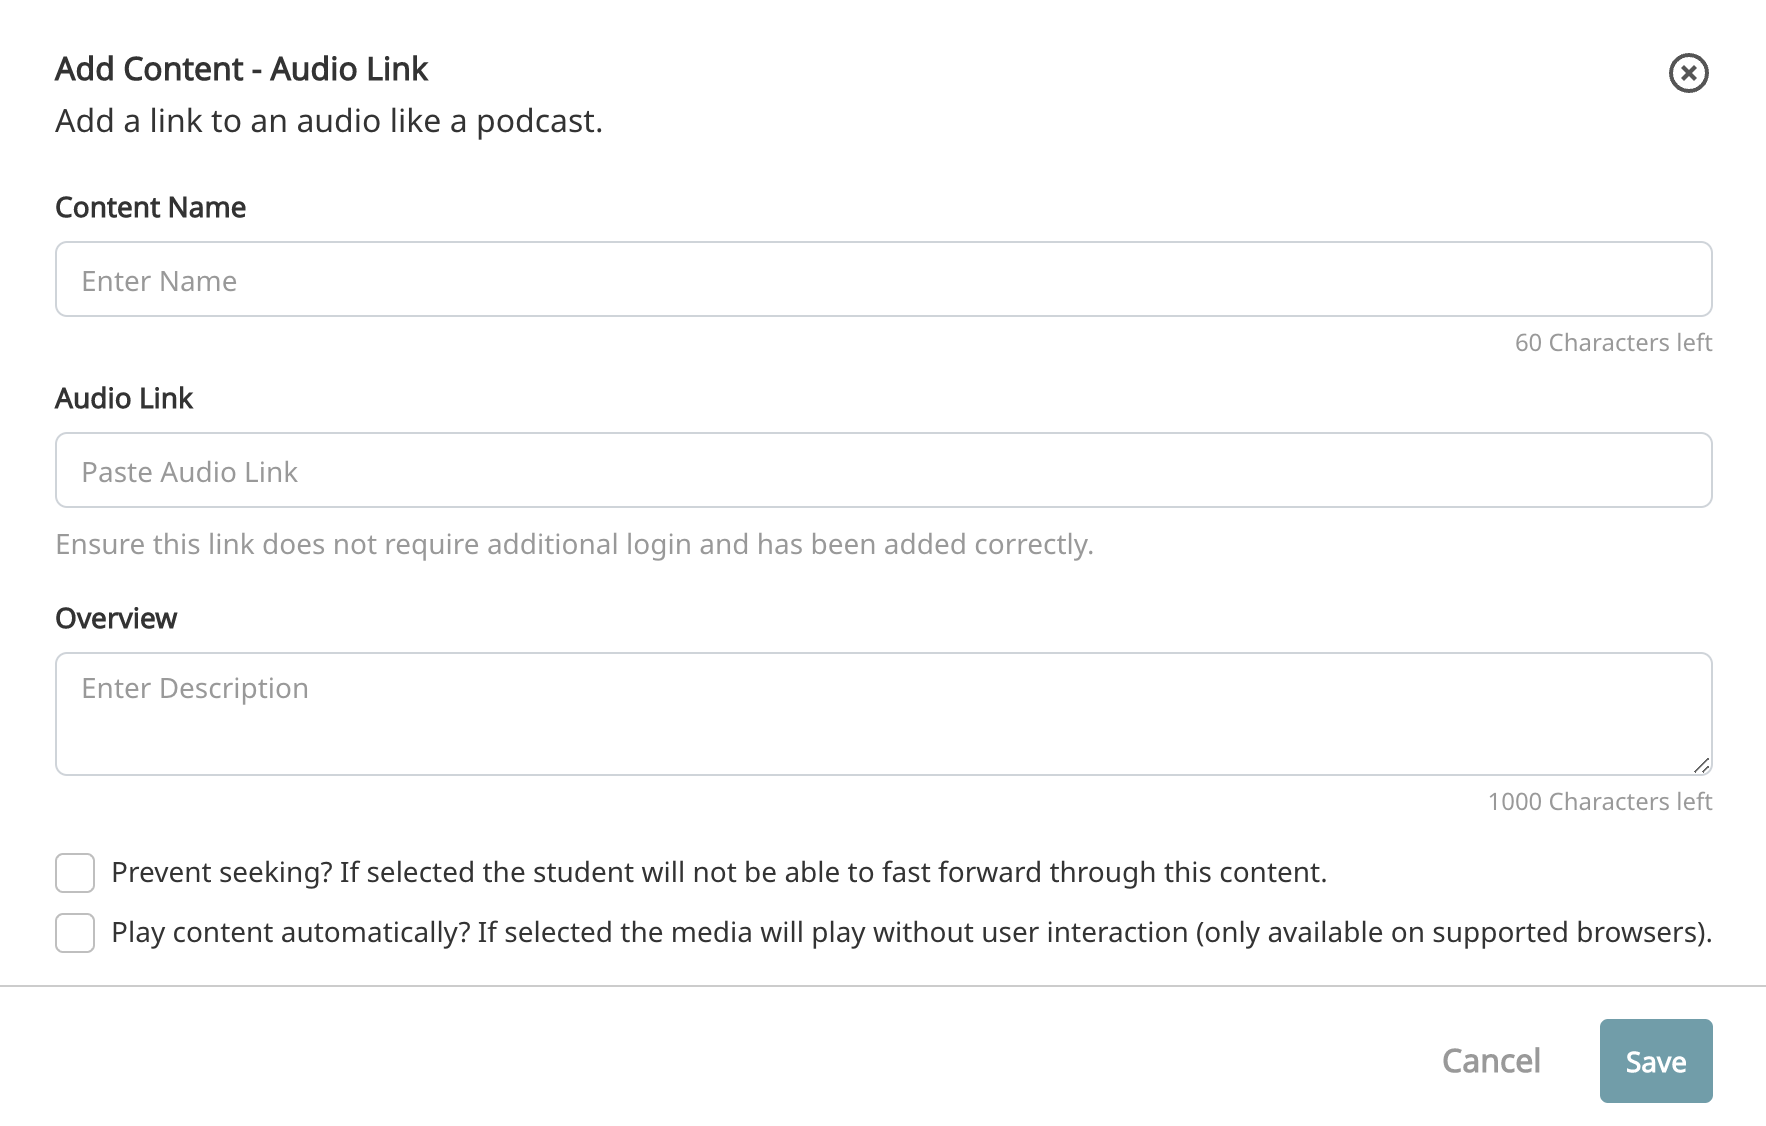 Add Content - Audio Link
Add a link to an audio like a podcast.
Content Name
Enter Name
60 Characters left
Audio Link
Paste Audio Link
Ensure this link does not require additional login and has been added correctly.
Overview
Enter Description
1000 Characters left
Prevent seeking? If selected the student will not be able to fast forward through this content.
Play content automatically? If selected the media will play without user interaction (only available on supported browsers).
Cancel
Save